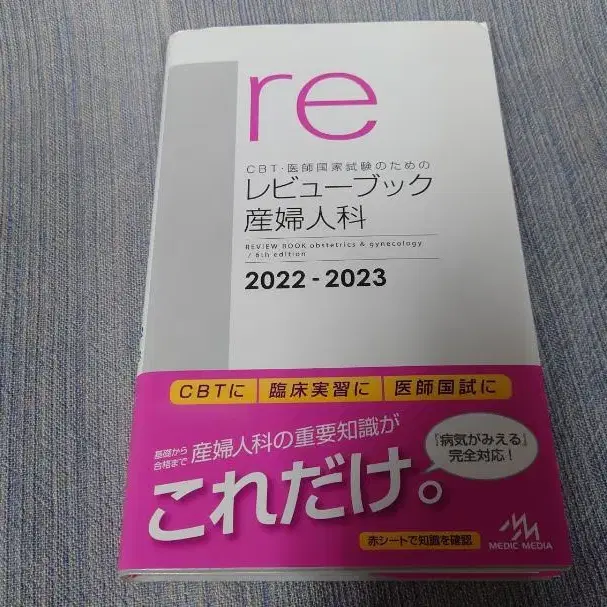 re
CBT・医師国家試験のための
レビューブック
産婦人科
REVIEW BOOK obstetrics & gynecology
/ 6th edition
2022-2023
CBTに 臨床実習に 医師国試に
基礎から
合格まで
産婦人科の重要知識が
これだけ。
『病気がみえる』
完全対応！
赤シートで知識を確認
MEDIC MEDIA